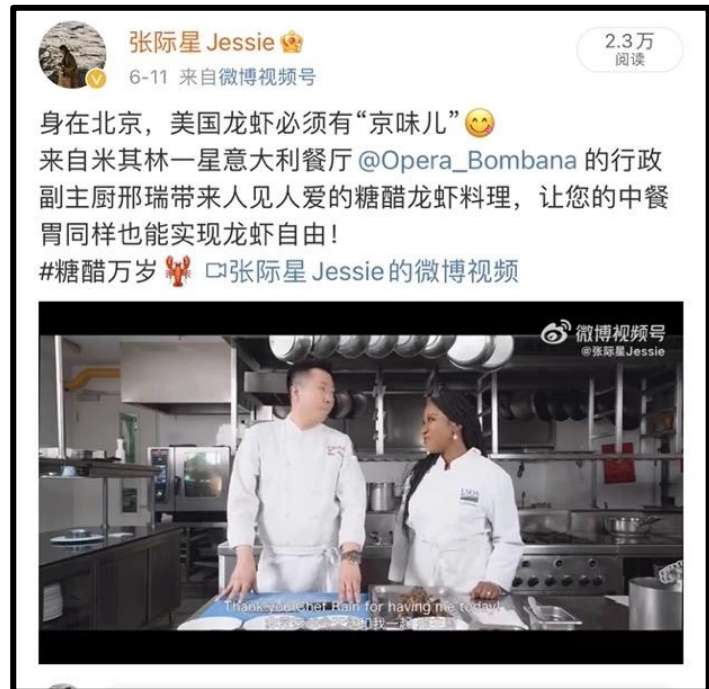 张际星 Jessie
2.3万
阅读
6-11 来自微博视频号
身在北京，美国龙虾必须有“京味儿”😋
来自米其林一星意大利餐厅 @Opera_Bombana 的行政
副主厨邢瑞带来人见人爱的糖醋龙虾料理，让您的中餐
胃同样也能实现龙虾自由！
#糖醋万岁🦞 张际星Jessie的微博视频
微博视频号
@张际星Jessie
USDA
Thank you Chef Rain for having me today!